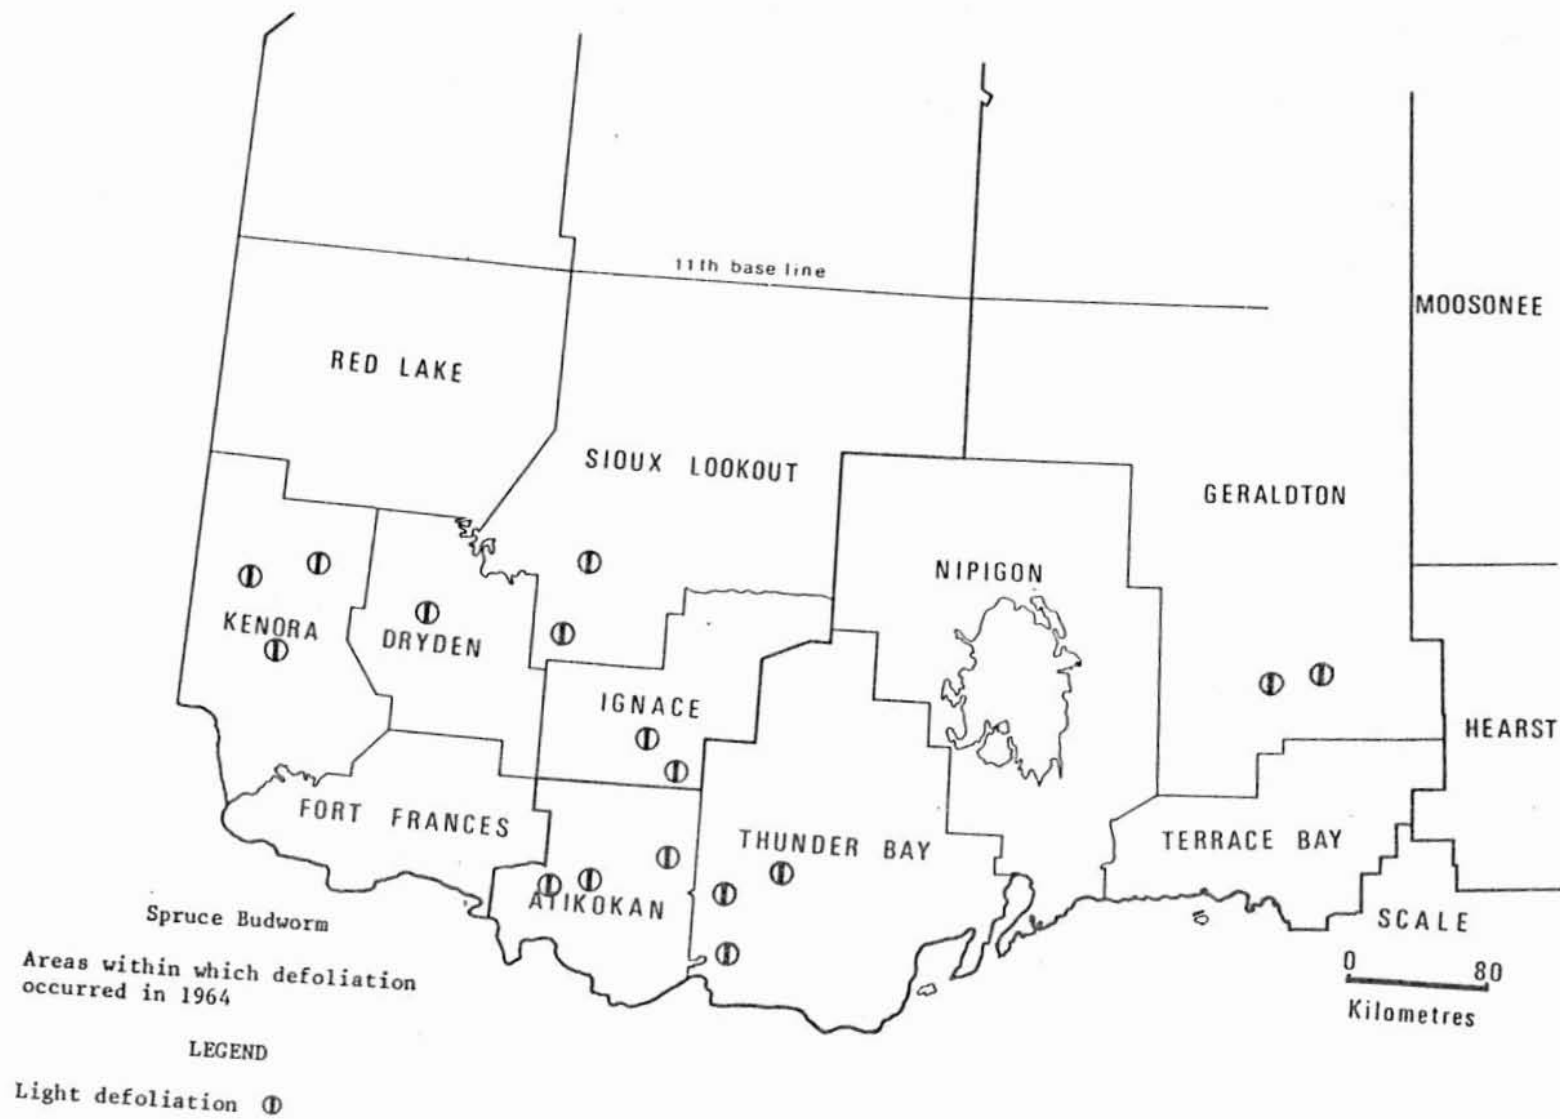 11th base line
MOOSONEE
RED LAKE
SIOUX LOOKOUT
GERALDTON
NIPIGON
KENORA
DRYDEN
IGNACE
HEARST
FORT FRANCES
THUNDER BAY
TERRACE BAY
ATIKOKAN
SCALE
0 80
Kilometres
Spruce Budworm
Areas within which defoliation
occurred in 1964
LEGEND
Light defoliation